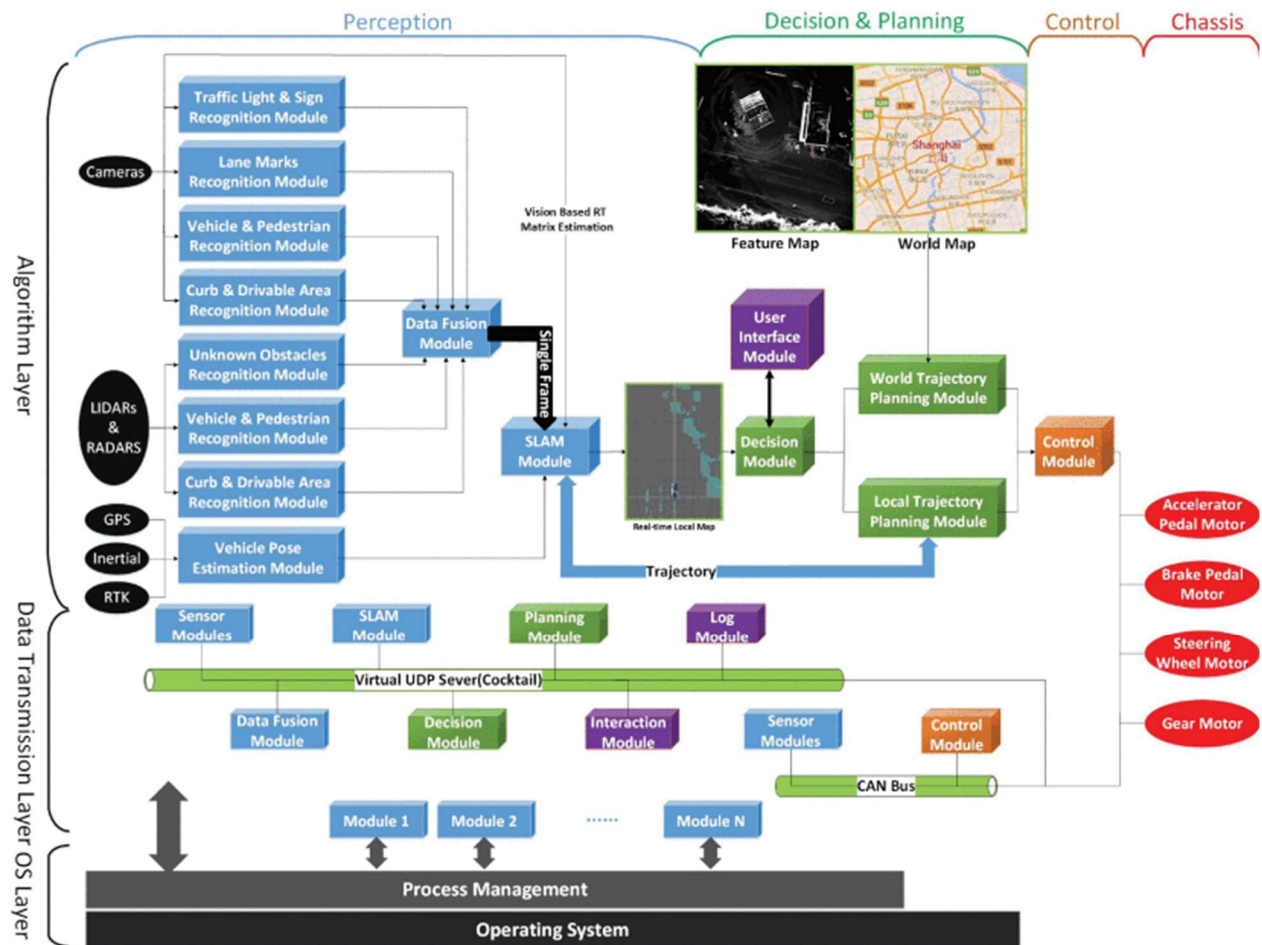 Perception
Decision & Planning
Control
Chassis
Algorithm Layer
Data Transmission Layer
OS Layer
Cameras
LIDARs
&
RADARS
GPS
Inertial
RTK
Traffic Light & Sign
Recognition Module
Lane Marks
Recognition Module
Vehicle & Pedestrian
Recognition Module
Curb & Drivable Area
Recognition Module
Unknown Obstacles
Recognition Module
Vehicle & Pedestrian
Recognition Module
Curb & Drivable Area
Recognition Module
Vehicle Pose
Estimation Module
Data Fusion
Module
Single Frame
Vision Based RT
Matrix Estimation
SLAM
Module
Real-time Local Map
Shanghai
Feature Map
World Map
User
Interface
Module
Decision
Module
World Trajectory
Planning Module
Local Trajectory
Planning Module
Trajectory
Control
Module
Accelerator
Pedal Motor
Brake Pedal
Motor
Steering
Wheel Motor
Gear Motor
Sensor
Modules
SLAM
Module
Planning
Module
Log
Module
Virtual UDP Sever(Cocktail)
Data Fusion
Module
Decision
Module
Interaction
Module
Sensor
Modules
Control
Module
CAN Bus
Module 1
Module 2
......
Module N
Process Management
Operating System